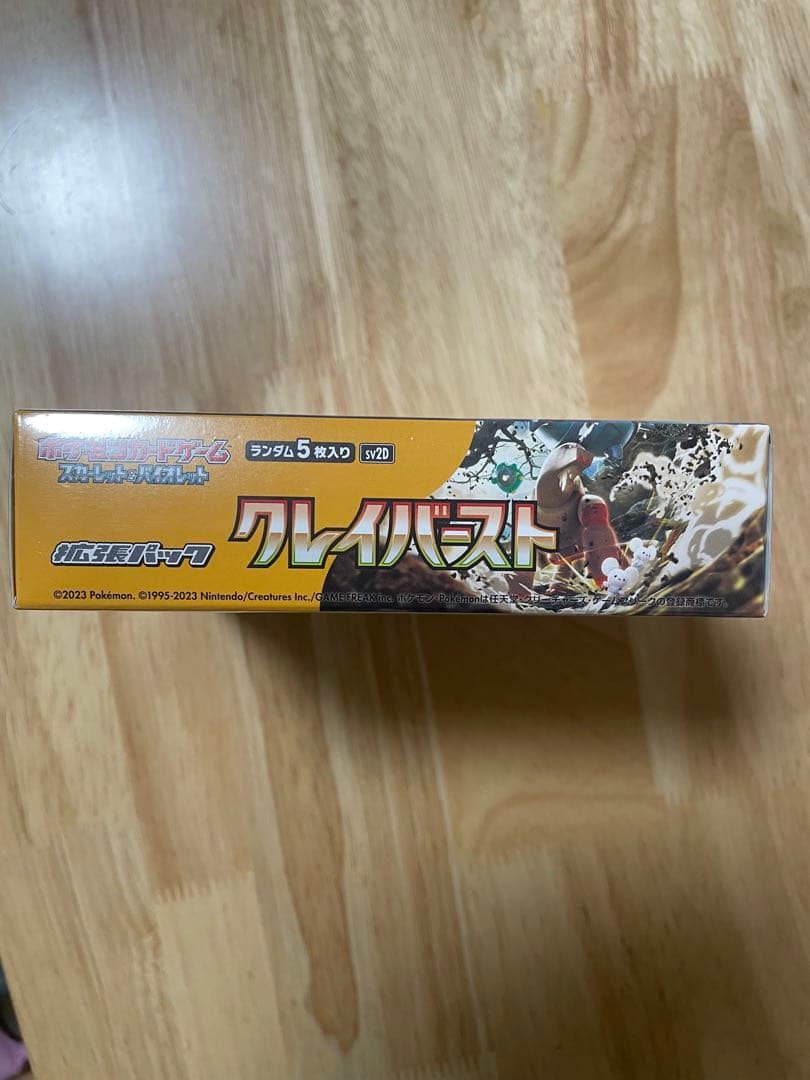 ポケモンカードゲーム
スカーレット&バイオレット
ランダム5枚入り sv2D
拡張パック
クレイバースト
©2023 Pokémon. ©1995-2023 Nintendo/Creatures Inc./GAME FREAK inc. ポケモン・Pokémonは任天堂・クリーチャーズ・ゲームフリークの登録商標です。